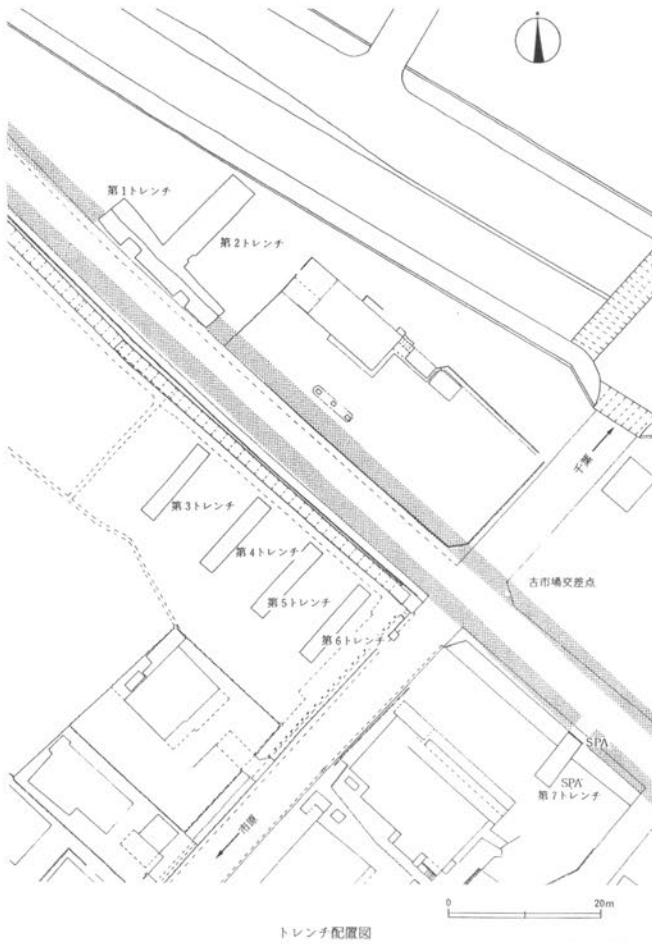 第1トレンチ
第2トレンチ
千葉
第3トレンチ
第4トレンチ
古市場交差点
第5トレンチ
第6トレンチ
SPA
SPA'
第7トレンチ
市原
0
20m
トレンチ配置図